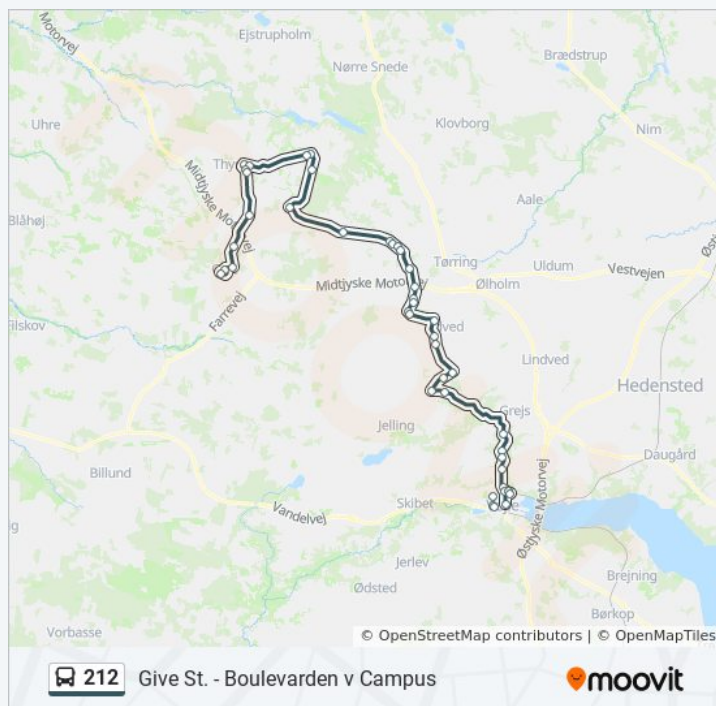 Motorvej
Ejstrupholm
Nørre Snede
Brædstrup
Klovborg
Uhre
Nim
Thy
Midtjyske Motorvej
Aale
Blåhøj
Tørring
Uldum
Vestvejen
Midtjyske Motorvej
Ølholm
Farrevej
Filskov
ved
Lindved
Hedensted
Grejs
Jelling
Daugård
Billund
Skibet
Vandelvej
Østjyske Motorvej
Jerlev
Ødsted
Brejning
Børkop
Vorbasse
© OpenStreetMap contributors | © OpenMapTiles
212 Give St. - Boulevarden v Campus
moovit